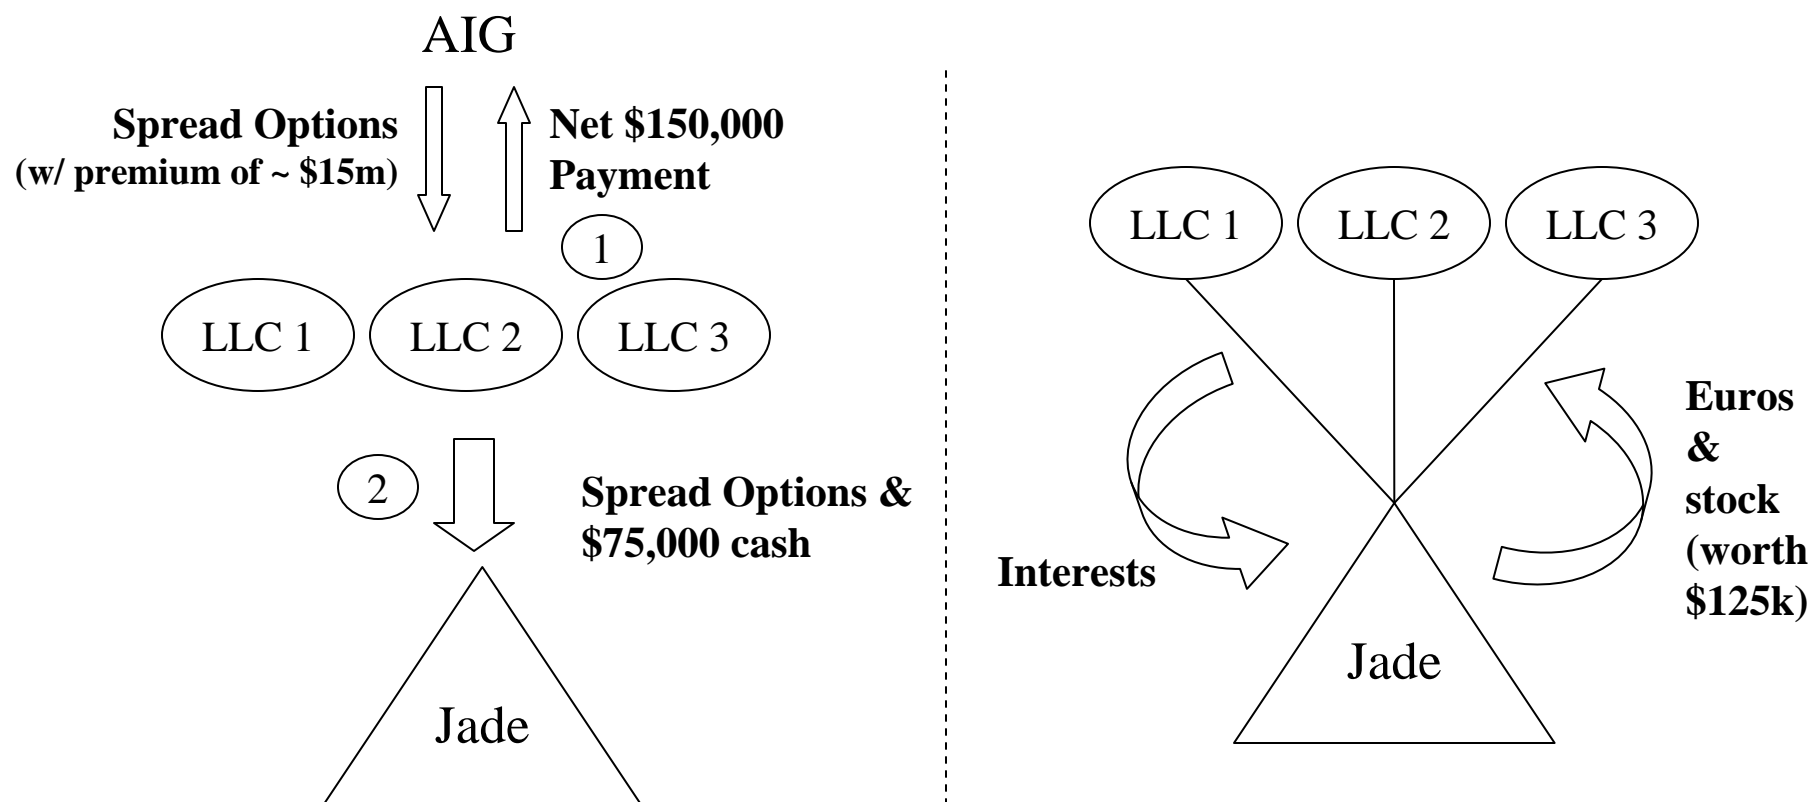 AIG
Spread Options
(w/ premium of ~ $15m)
Net $150,000
Payment
1
LLC 1
LLC 2
LLC 3
2
Spread Options &
$75,000 cash
Jade
LLC 1
LLC 2
LLC 3
Interests
Euros
&
stock
(worth
$125k)
Jade